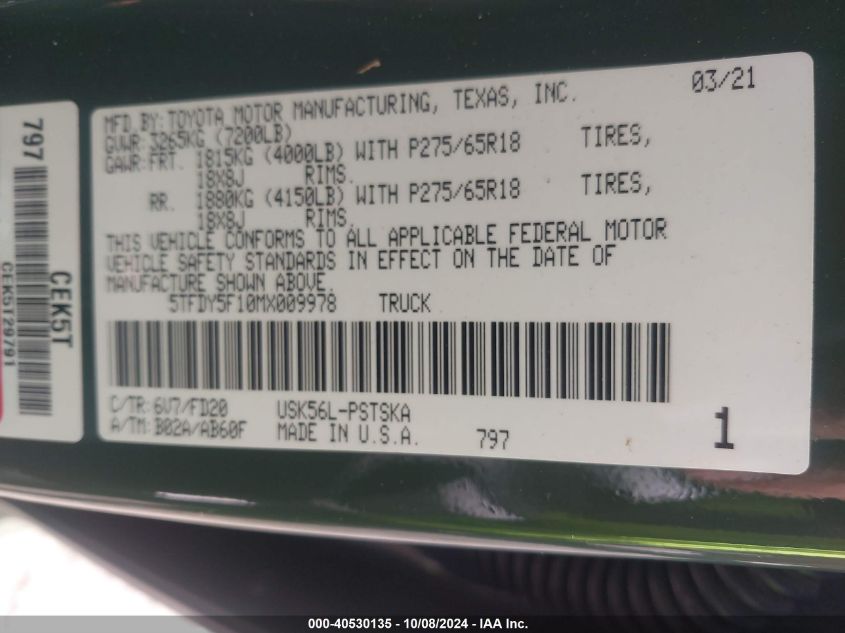 MFD.BY:TOYOTA MOTOR MANUFACTURING, TEXAS, INC. 03/21
GVWR: 3265KG (7200LB)
GAWR:FRT. 1815KG (4000LB) WITH P275/65R18 TIRES,
18X8J RIMS.
RR. 1880KG (4150LB) WITH P275/65R18 TIRES,
18X8J RIMS.
THIS VEHICLE CONFORMS TO ALL APPLICABLE FEDERAL MOTOR
VEHICLE SAFETY STANDARDS IN EFFECT ON THE DATE OF
MANUFACTURE SHOWN ABOVE.
5TFDY5F10MX009978 TRUCK
C/TR:6V7/FD20 USK56L-PSTSKA
A/TM:B02A/AB60F MADE IN U.S.A. 797 1
797
CEK5T
CEK5T29791
000-40530135 - 10/08/2024 - IAA Inc.